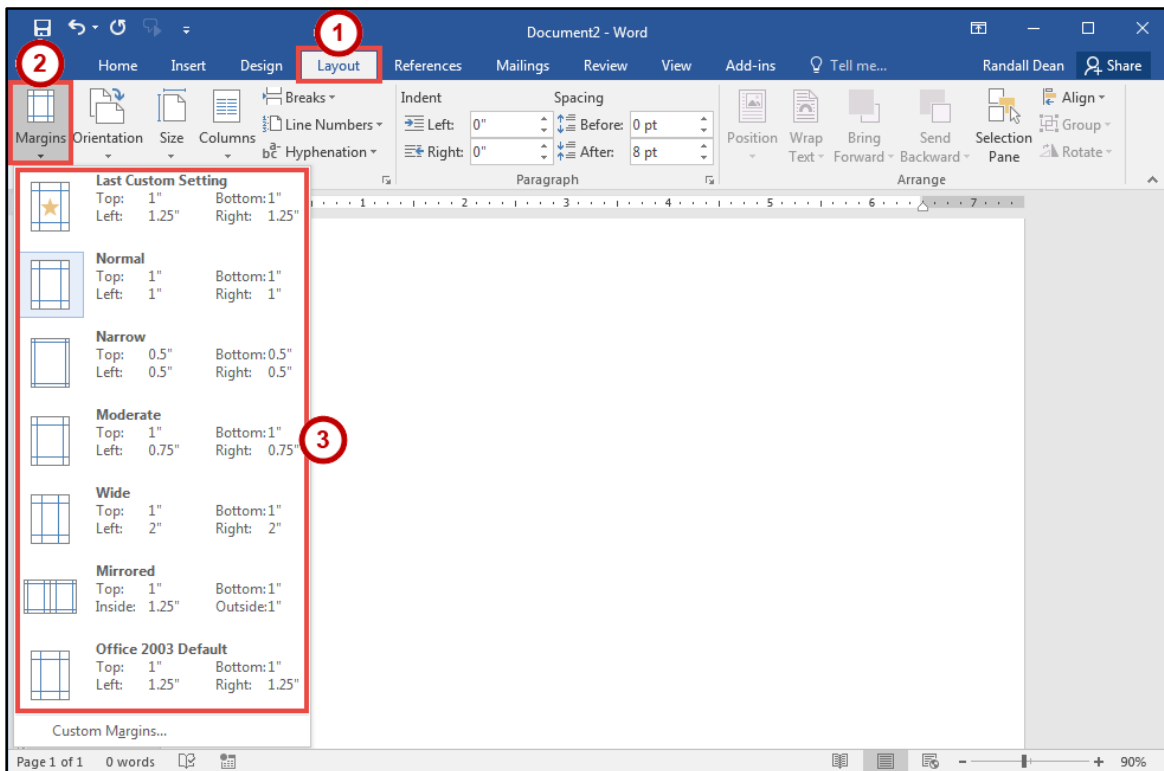 1
Document2 - Word
2
Home Insert Design Layout References Mailings Review View Add-ins Tell me... Randall Dean Share
Margins Orientation Size Columns
Breaks
Line Numbers
Hyphenation
Indent Spacing
Left: 0" Before: 0 pt
Right: 0" After: 8 pt
Position Wrap Text Bring Forward Send Backward Selection Pane
Align
Group
Rotate
Paragraph Arrange
1 2 3 4 5 6 7
Last Custom Setting
Top: 1" Bottom: 1"
Left: 1.25" Right: 1.25"
Normal
Top: 1" Bottom: 1"
Left: 1" Right: 1"
Narrow
Top: 0.5" Bottom: 0.5"
Left: 0.5" Right: 0.5"
Moderate
Top: 1" Bottom: 1"
Left: 0.75" Right: 0.75"
3
Wide
Top: 1" Bottom: 1"
Left: 2" Right: 2"
Mirrored
Top: 1" Bottom: 1"
Inside: 1.25" Outside: 1"
Office 2003 Default
Top: 1" Bottom: 1"
Left: 1.25" Right: 1.25"
Custom Margins...
Page 1 of 1 0 words 90%